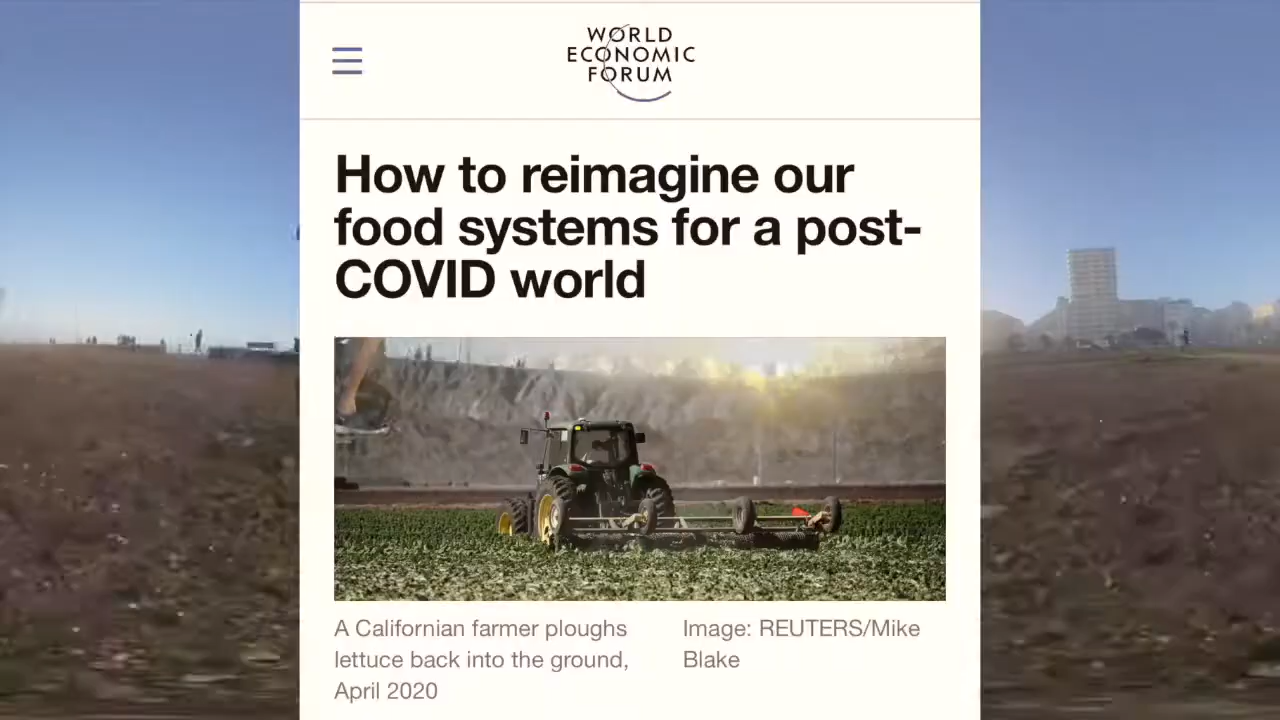 WORLD
ECONOMIC
FORUM
How to reimagine our
food systems for a post-
COVID world
A Californian farmer ploughs
lettuce back into the ground,
April 2020
Image: REUTERS/Mike
Blake